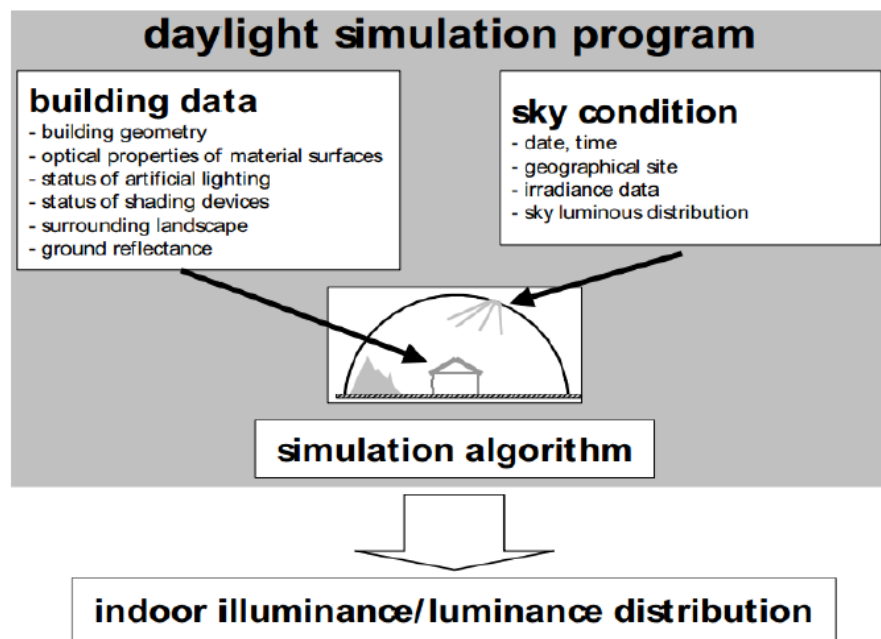 daylight simulation program
building data
- building geometry
- optical properties of material surfaces
- status of artificial lighting
- status of shading devices
- surrounding landscape
- ground reflectance
sky condition
- date, time
- geographical site
- irradiance data
- sky luminous distribution
simulation algorithm
indoor illuminance/luminance distribution